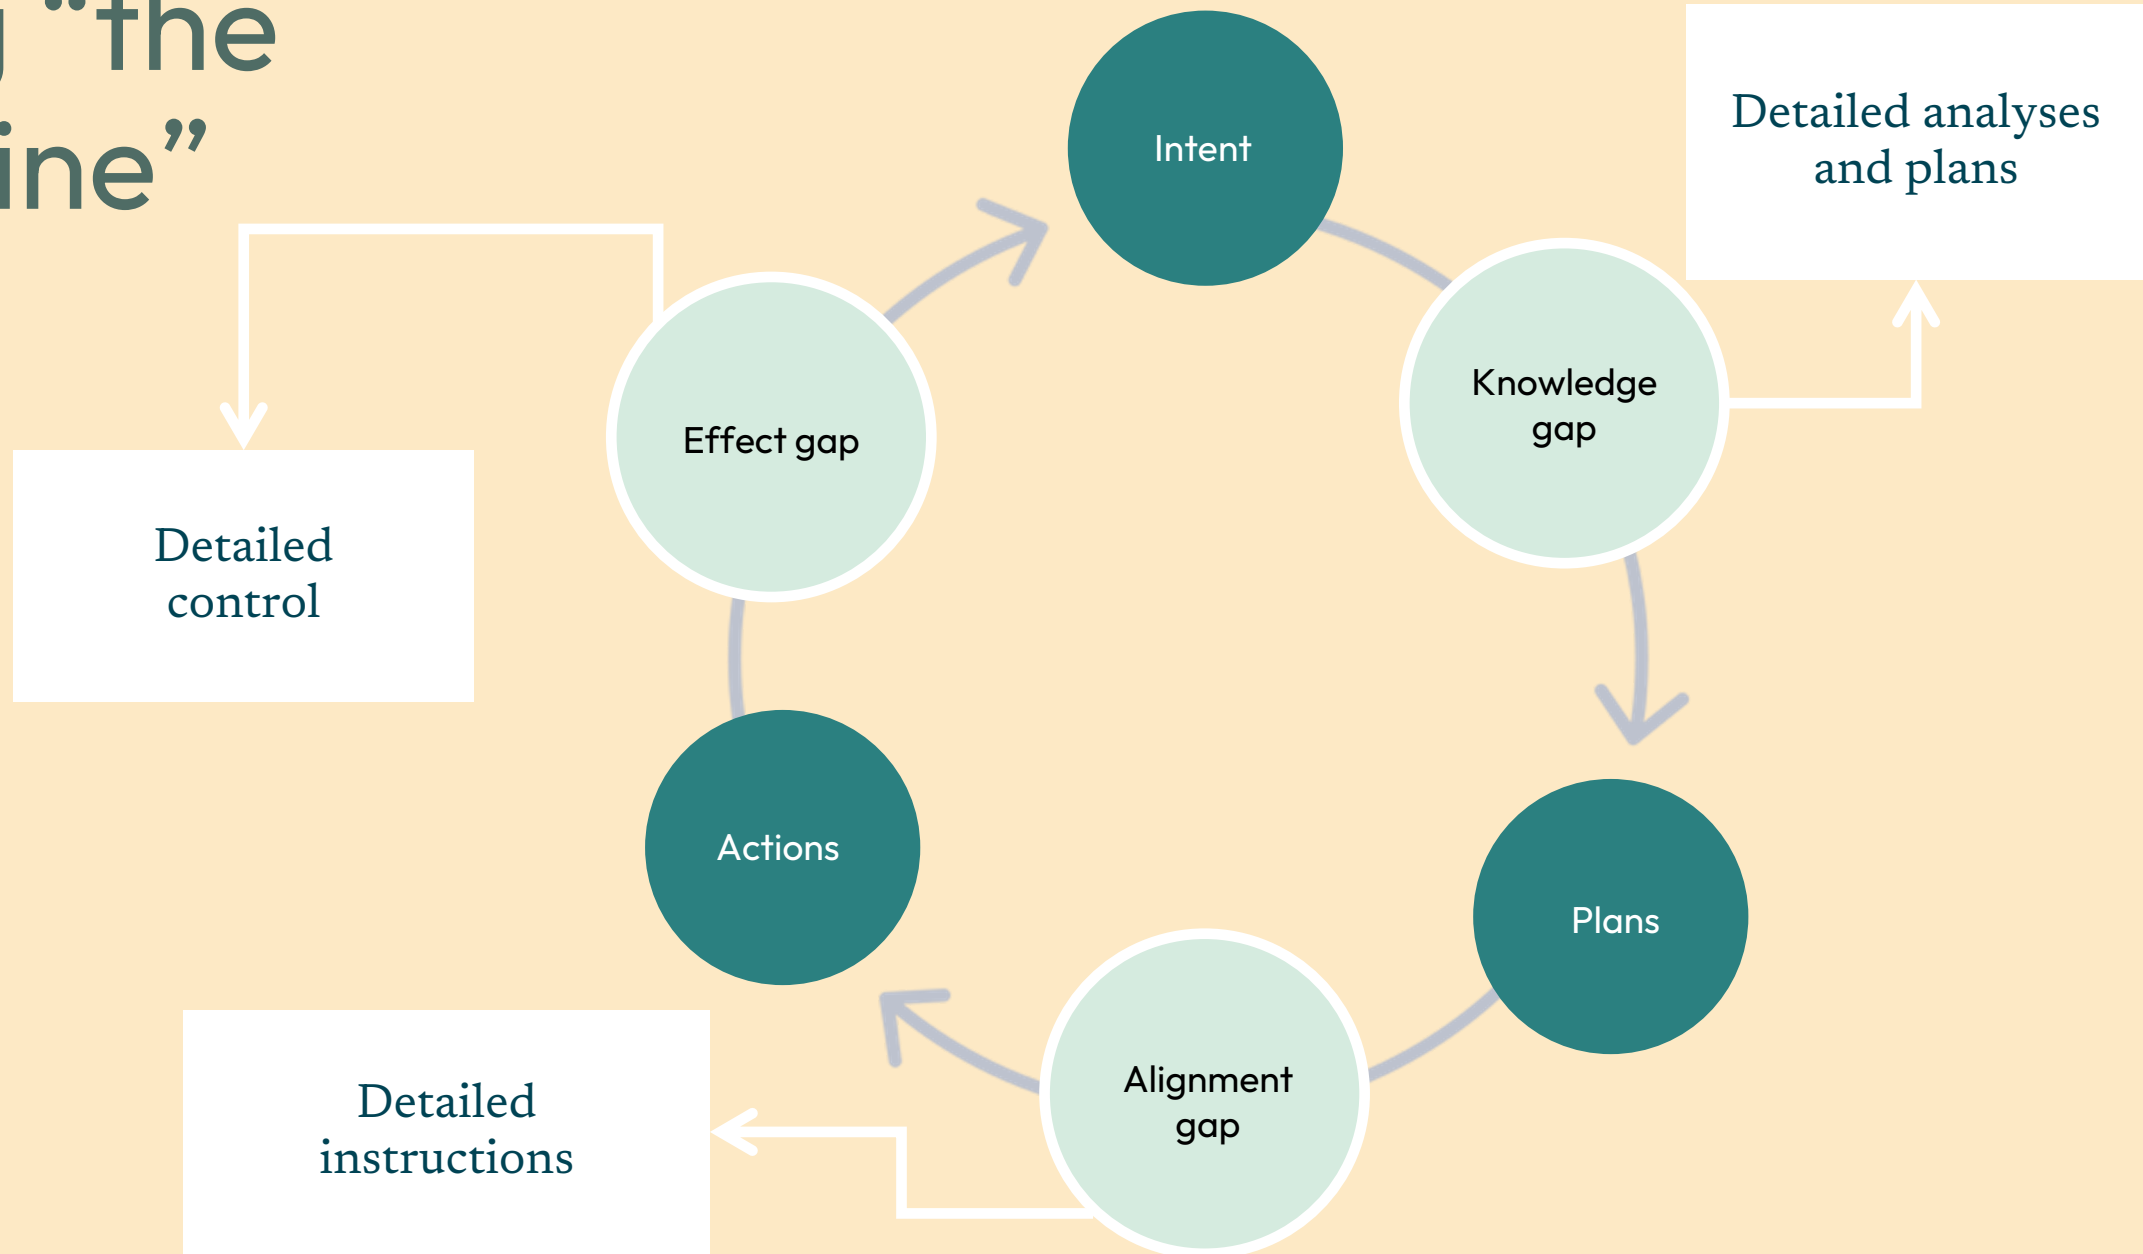 “the
ine”
Intent
Detailed analyses
and plans
Knowledge
gap
Effect gap
Detailed
control
Actions
Plans
Alignment
gap
Detailed
instructions